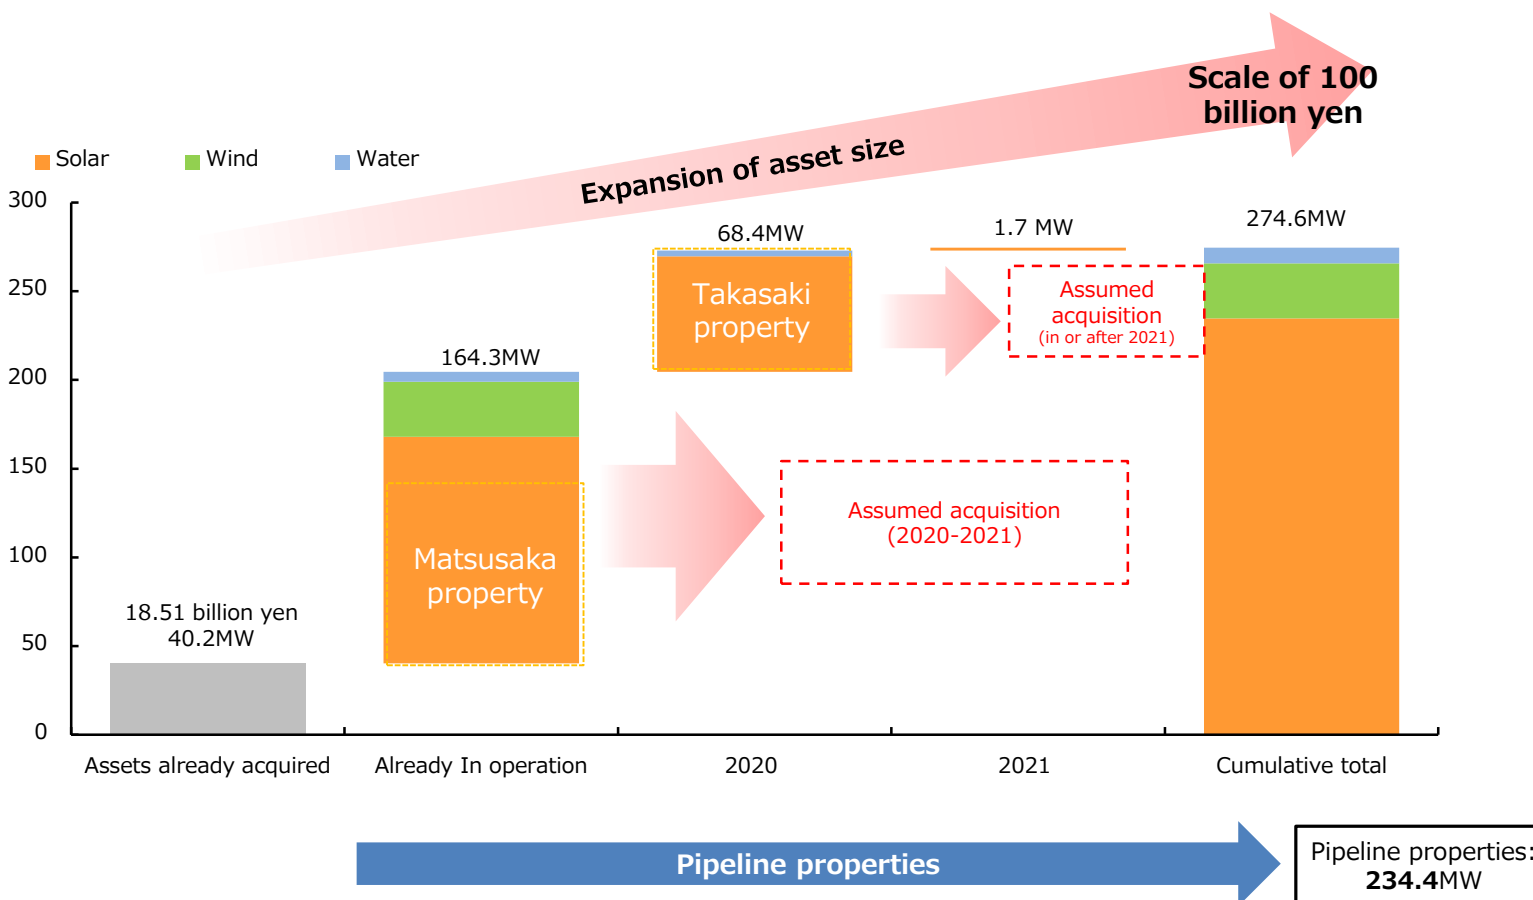 Scale of 100
billion yen
Expansion of asset size
Solar
Wind
Water
300
250
200
150
100
50
0
18.51 billion yen
40.2MW
164.3MW
Matsusaka
property
68.4MW
Takasaki
property
1.7 MW
Assumed
acquisition
(in or after 2021)
Assumed acquisition
(2020-2021)
274.6MW
Assets already acquired
Already In operation
2020
2021
Cumulative total
Pipeline properties
Pipeline properties:
234.4MW